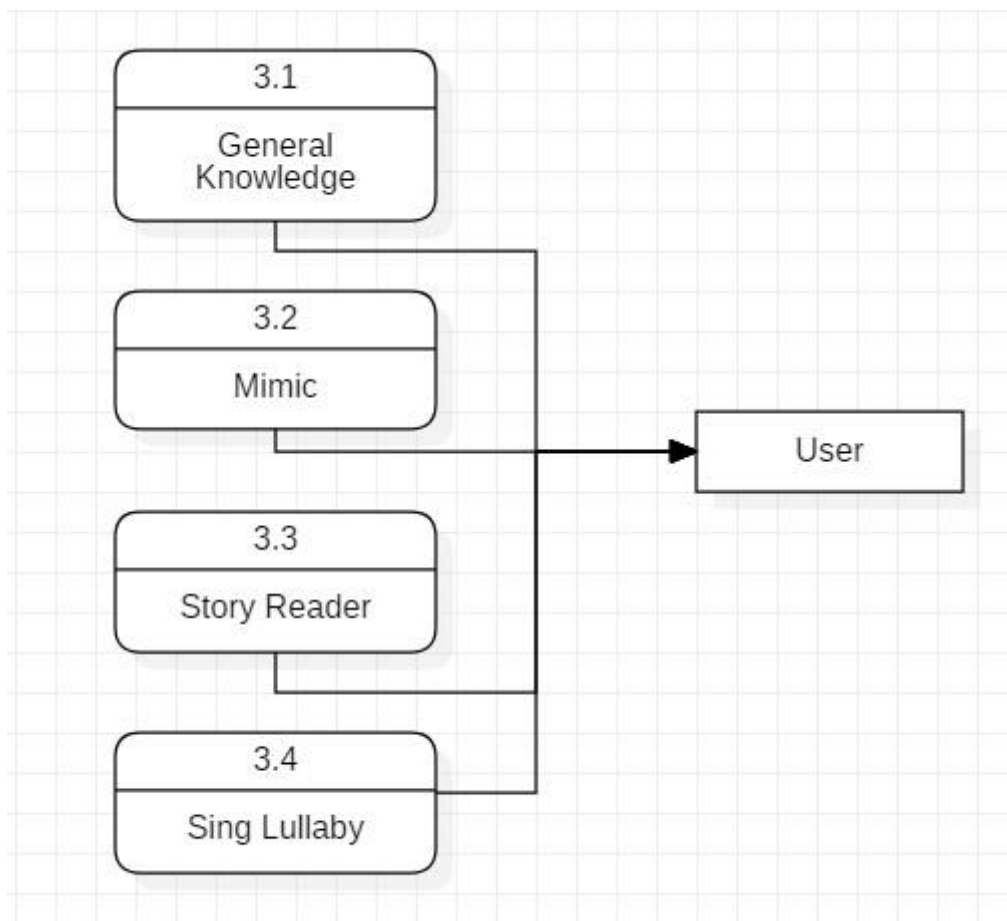 3.1
General
Knowledge
3.2
Mimic
User
3.3
Story Reader
3.4
Sing Lullaby